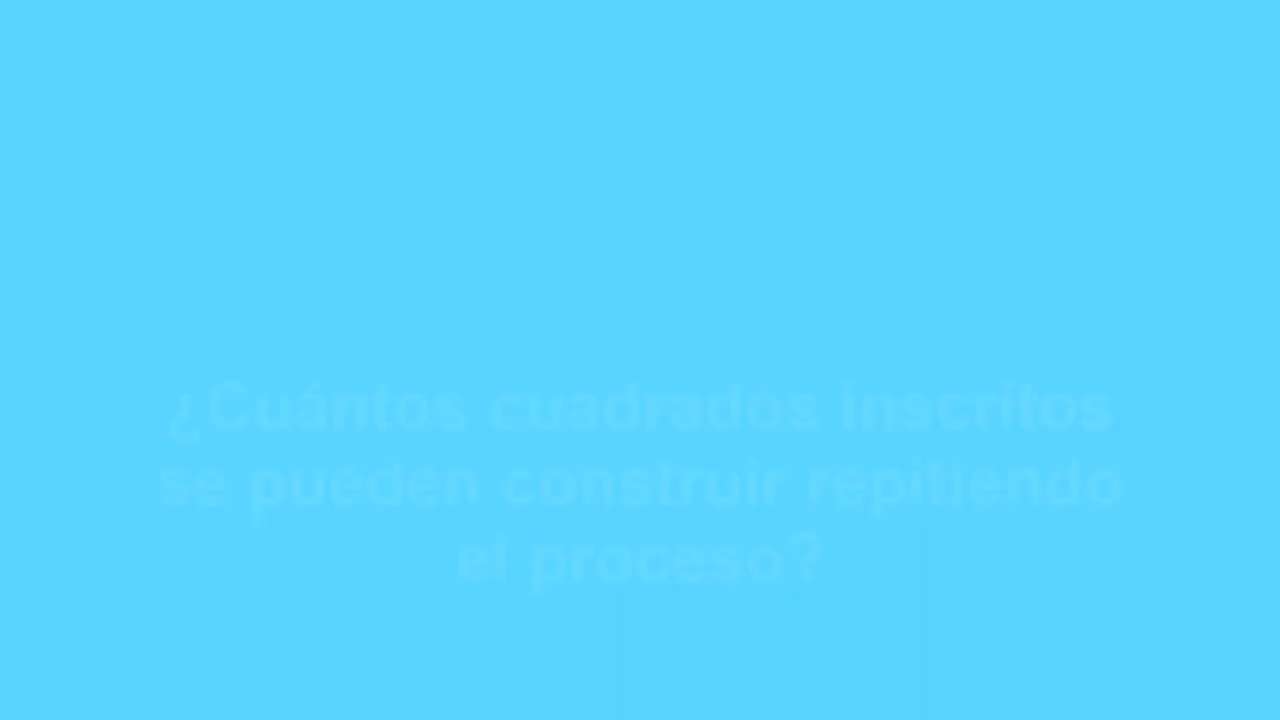 ¿Cuántos cuadrados inscritos
se pueden construir repitiendo
el proceso?